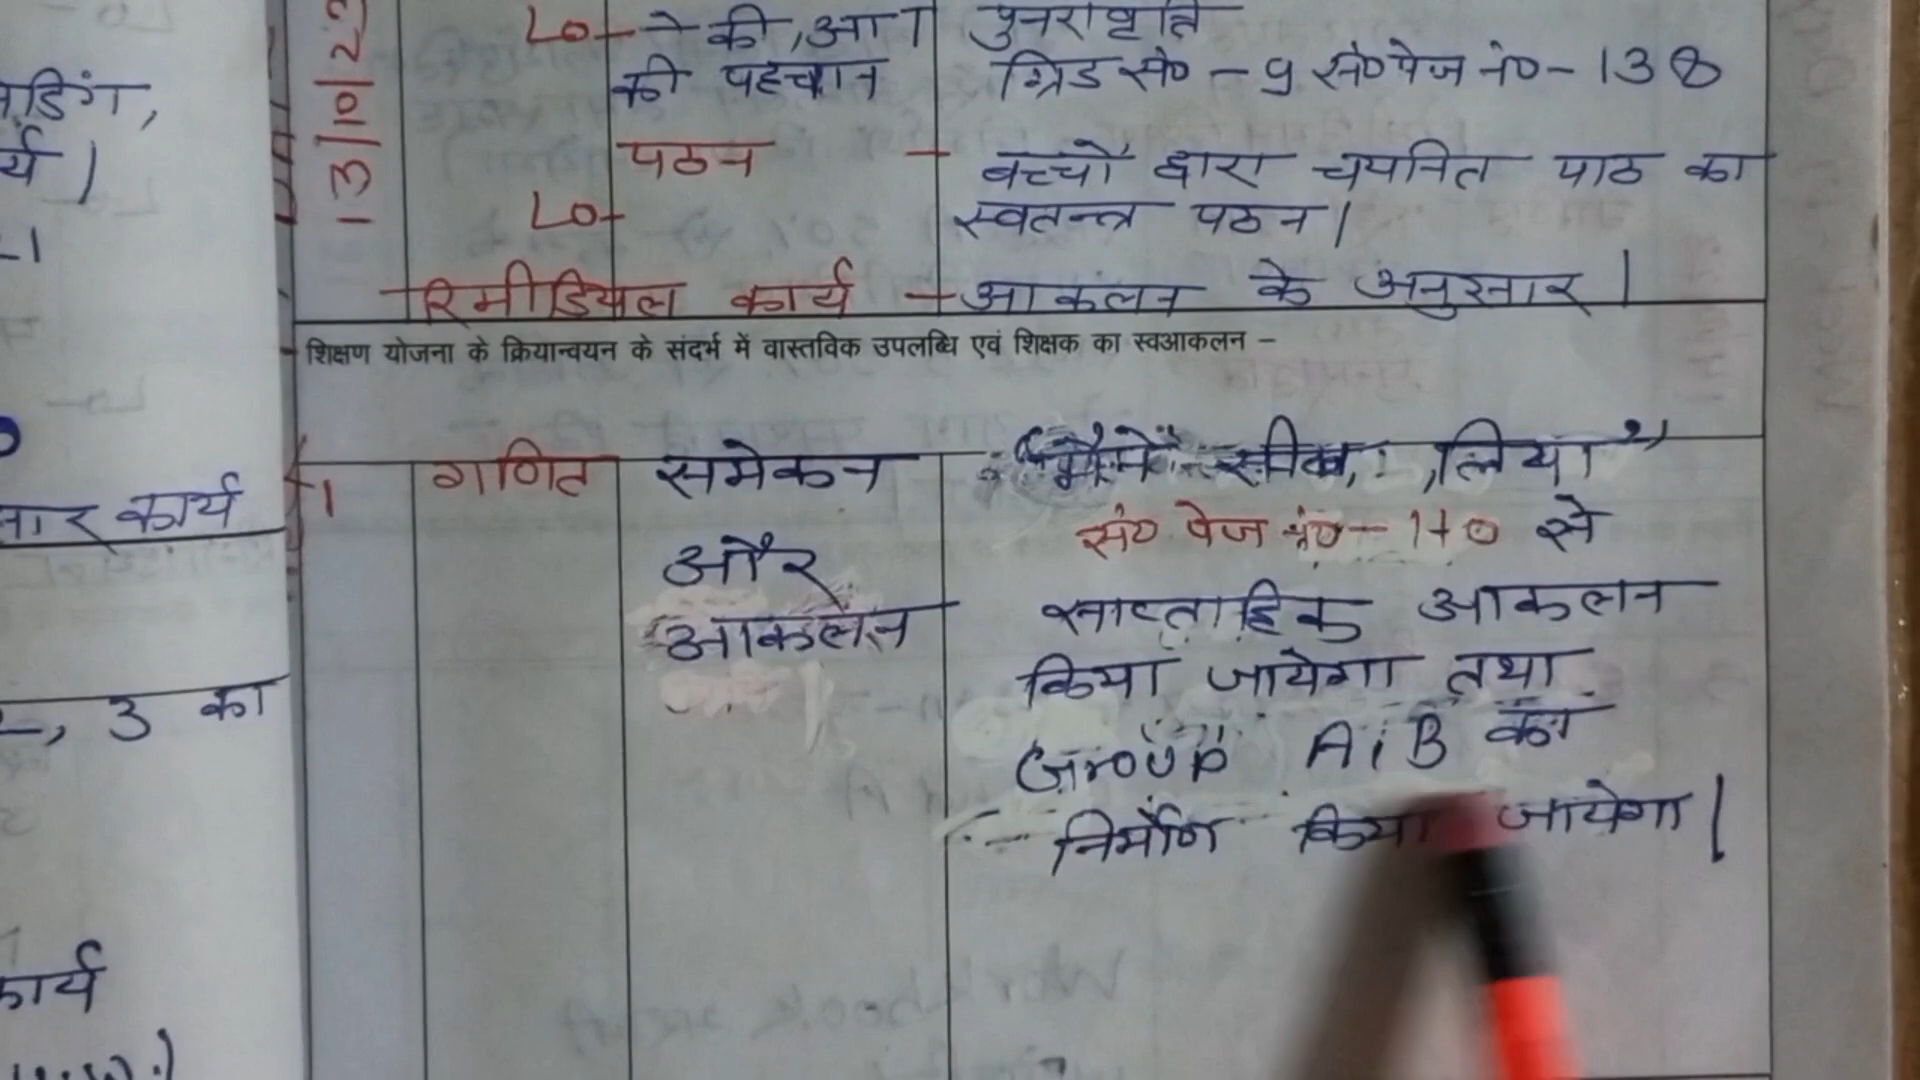 13/10/22
LO- े की, आ ा पुनरावृत्ति
की पहचान ग्रिड सं० - 9 सं० पेज नं० - 138
पठन - बच्चों द्वारा चयनित पाठ का
LO- स्वतन्त्र पठन।
रिमीडियल कार्य - आकलन के अनुसार।
शिक्षण योजना के क्रियान्वयन के संदर्भ में वास्तविक उपलब्धि एवं शिक्षक का स्वआकलन –
1 गणित समेकन "मैनें सीख लिया"
सं० पेज नं० - 140 से
और
साप्ताहिक आकलन
आकलन
किया जायेगा तथा
Group A, B का
निर्माण किया जायेगा।
र्य।
-1
नार कार्य
, 3 का
कार्य